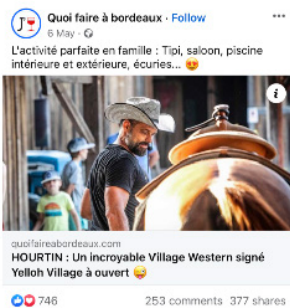 Quoi faire à bordeaux · Follow
6 May ·
L'activité parfaite en famille : Tipi, saloon, piscine
intérieure et extérieure, écuries... 😍
quoifaireabordeaux.com
HOURTIN : Un incroyable Village Western signé
Yelloh Village à ouvert 😜
746
253 comments 377 shares